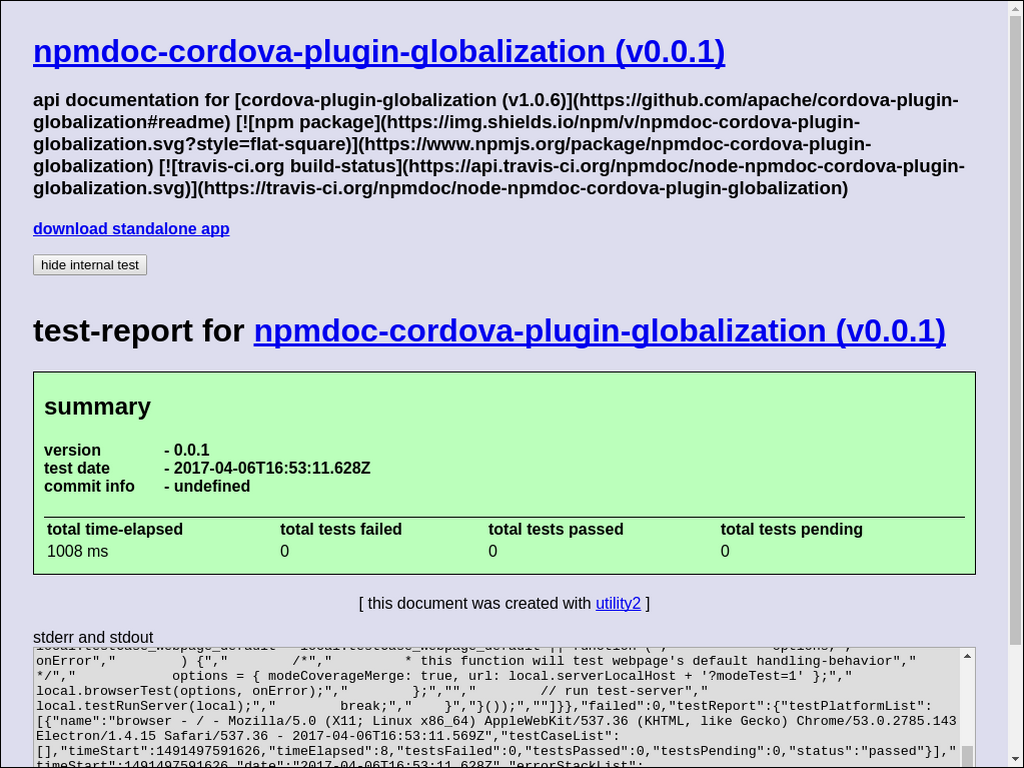 npmdoc-cordova-plugin-globalization (v0.0.1)
api documentation for [cordova-plugin-globalization (v1.0.6)](https://github.com/apache/cordova-plugin-
globalization#readme) [![npm package](https://img.shields.io/npm/v/npmdoc-cordova-plugin-
globalization.svg?style=flat-square)](https://www.npmjs.org/package/npmdoc-cordova-plugin-
globalization) [![travis-ci.org build-status](https://api.travis-ci.org/npmdoc/node-npmdoc-cordova-plugin-
globalization.svg)](https://travis-ci.org/npmdoc/node-npmdoc-cordova-plugin-globalization)
download standalone app
hide internal test
test-report for npmdoc-cordova-plugin-globalization (v0.0.1)
summary
version - 0.0.1
test date - 2017-04-06T16:53:11.628Z
commit info - undefined
total time-elapsed total tests failed total tests passed total tests pending
1008 ms 0 0 0
[ this document was created with utility2 ]
stderr and stdout
onError","        ) {","        /*","         * this function will test webpage's default handling-behavior","
*/","            options = { modeCoverageMerge: true, url: local.serverLocalHost + '?modeTest=1' };","
local.browserTest(options, onError);","        };","","        // run test-server","
local.testRunServer(local);","        break;","    }","}());",""]}},"failed":0,"testReport":{"testPlatformList":
[{"name":"browser - / - Mozilla/5.0 (X11; Linux x86_64) AppleWebKit/537.36 (KHTML, like Gecko) Chrome/53.0.2785.143
Electron/1.4.15 Safari/537.36 - 2017-04-06T16:53:11.569Z","testCaseList":
[],"timeStart":1491497591626,"timeElapsed":8,"testsFailed":0,"testsPassed":0,"testsPending":0,"status":"passed"}],"
timeStart":1491497591626,"date":"2017-04-06T16:53:11.628Z","errorStackList":